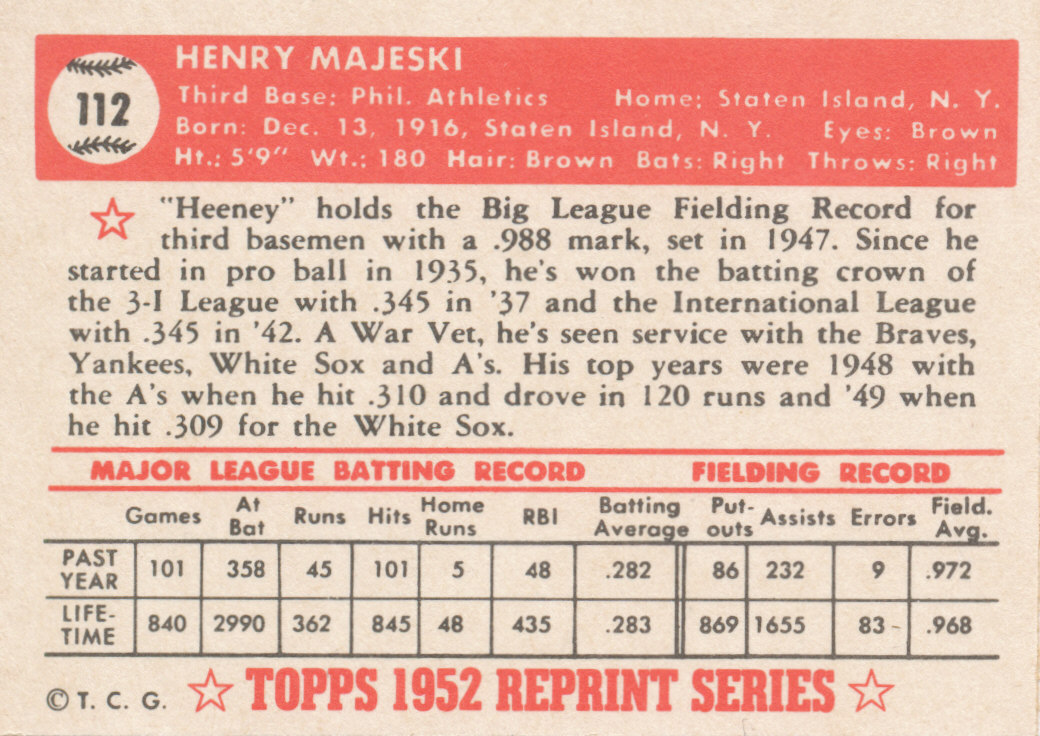 112
HENRY MAJESKI
Third Base: Phil. Athletics Home: Staten Island, N. Y.
Born: Dec. 13, 1916, Staten Island, N. Y. Eyes: Brown
Ht.: 5'9" Wt.: 180 Hair: Brown Bats: Right Throws: Right
"Heeney" holds the Big League Fielding Record for
third basemen with a .988 mark, set in 1947. Since he
started in pro ball in 1935, he's won the batting crown of
the 3-I League with .345 in '37 and the International League
with .345 in '42. A War Vet, he's seen service with the Braves,
Yankees, White Sox and A's. His top years were 1948 with
the A's when he hit .310 and drove in 120 runs and '49 when
he hit .309 for the White Sox.
MAJOR LEAGUE BATTING RECORD FIELDING RECORD
Games At Bat Runs Hits Home Runs RBI Batting Average Put-outs Assists Errors Field. Avg.
PAST YEAR 101 358 45 101 5 48 .282 86 232 9 .972
LIFE-TIME 840 2990 362 845 48 435 .283 869 1655 83 .968
© T. C. G. TOPPS 1952 REPRINT SERIES